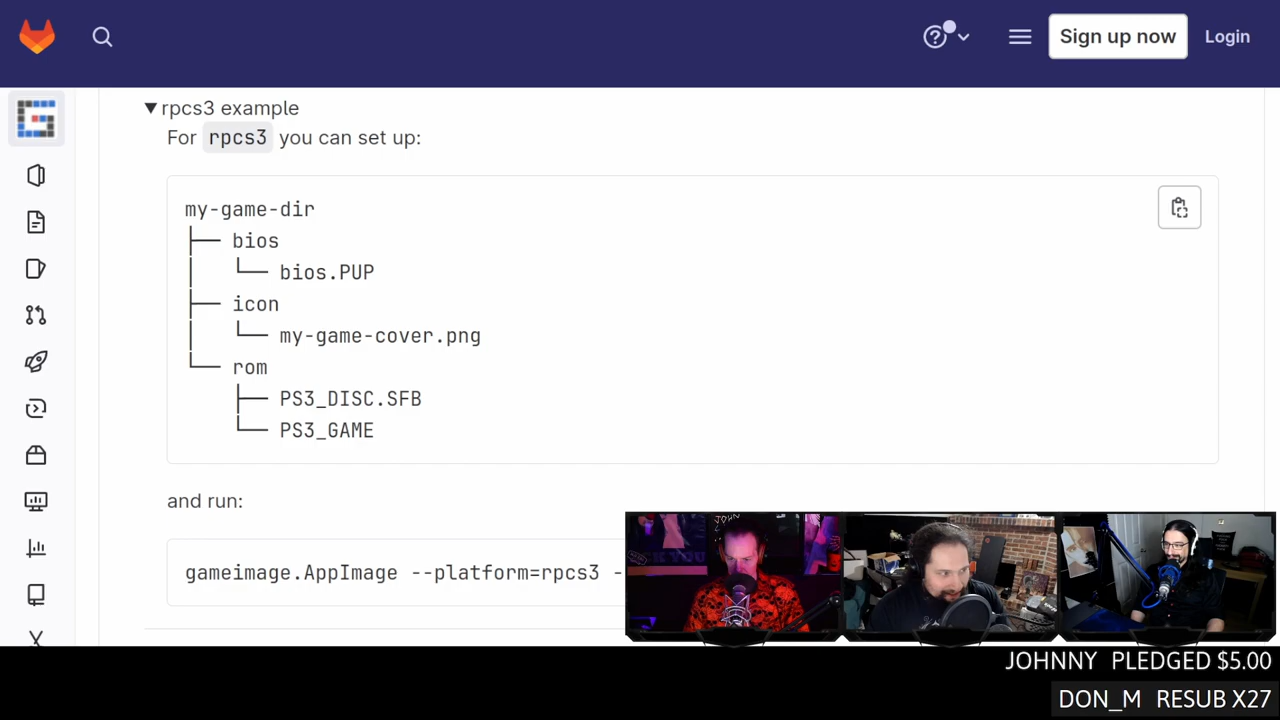 Sign up now
Login
rpcs3 example
For rpcs3 you can set up:
my-game-dir
├── bios
│   └── bios.PUP
├── icon
│   └── my-game-cover.png
└── rom
    ├── PS3_DISC.SFB
    └── PS3_GAME
and run:
gameimage.AppImage --platform=rpcs3 -
JOHN
JOHNNY PLEDGED $5.00
DON_M RESUB X27